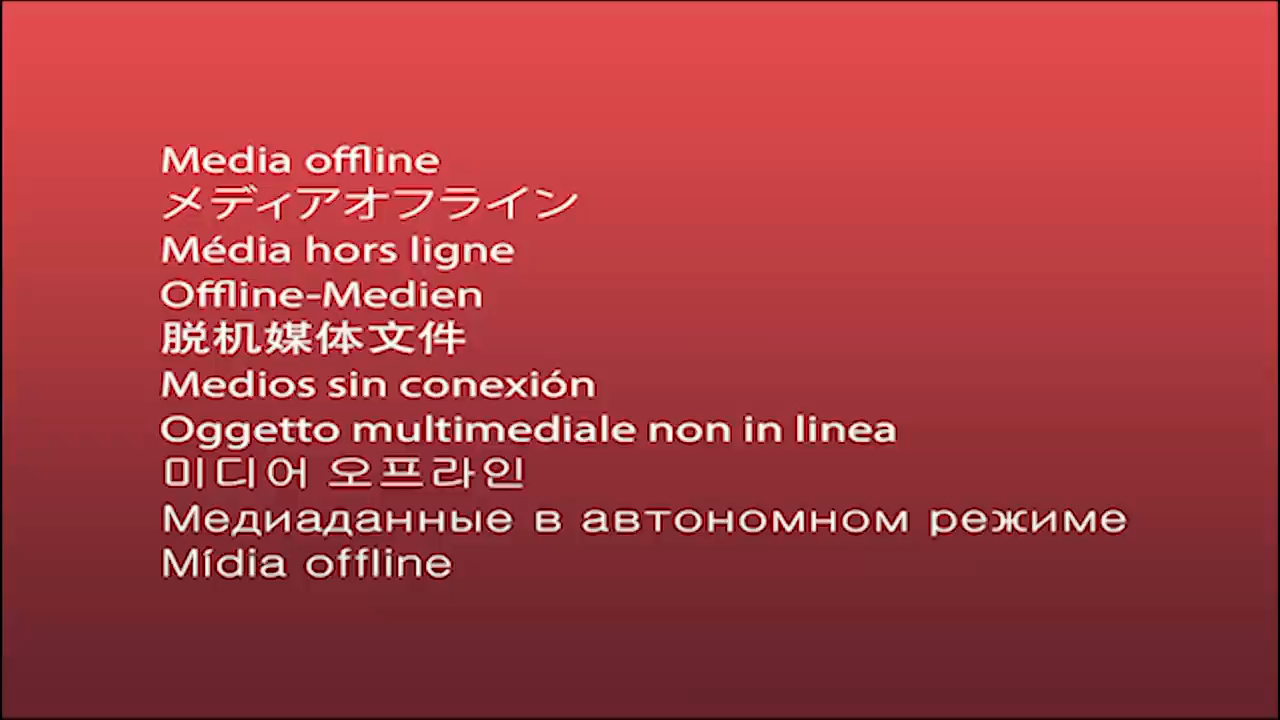 Media offline
メディアオフライン
Média hors ligne
Offline-Medien
脱机媒体文件
Medios sin conexión
Oggetto multimediale non in linea
미디어 오프라인
Медиаданные в автономном режиме
Mídia offline